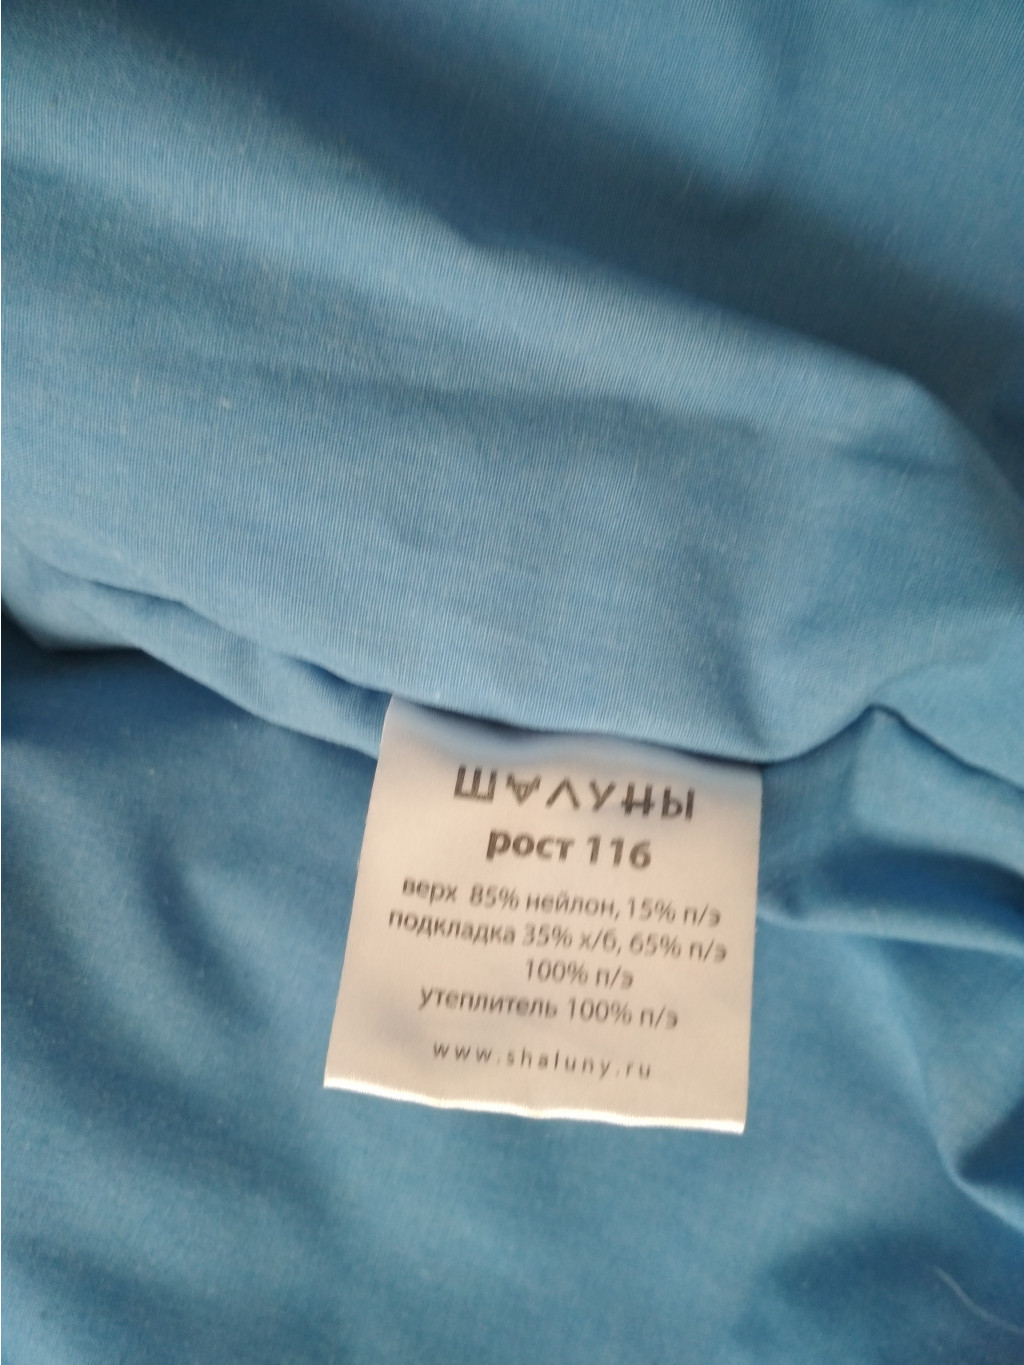 ШАЛУНЫ
рост 116
верх 85% нейлон, 15% п/э
подкладка 35% х/б, 65% п/э
100% п/э
утеплитель 100% п/э
www.shaluny.ru